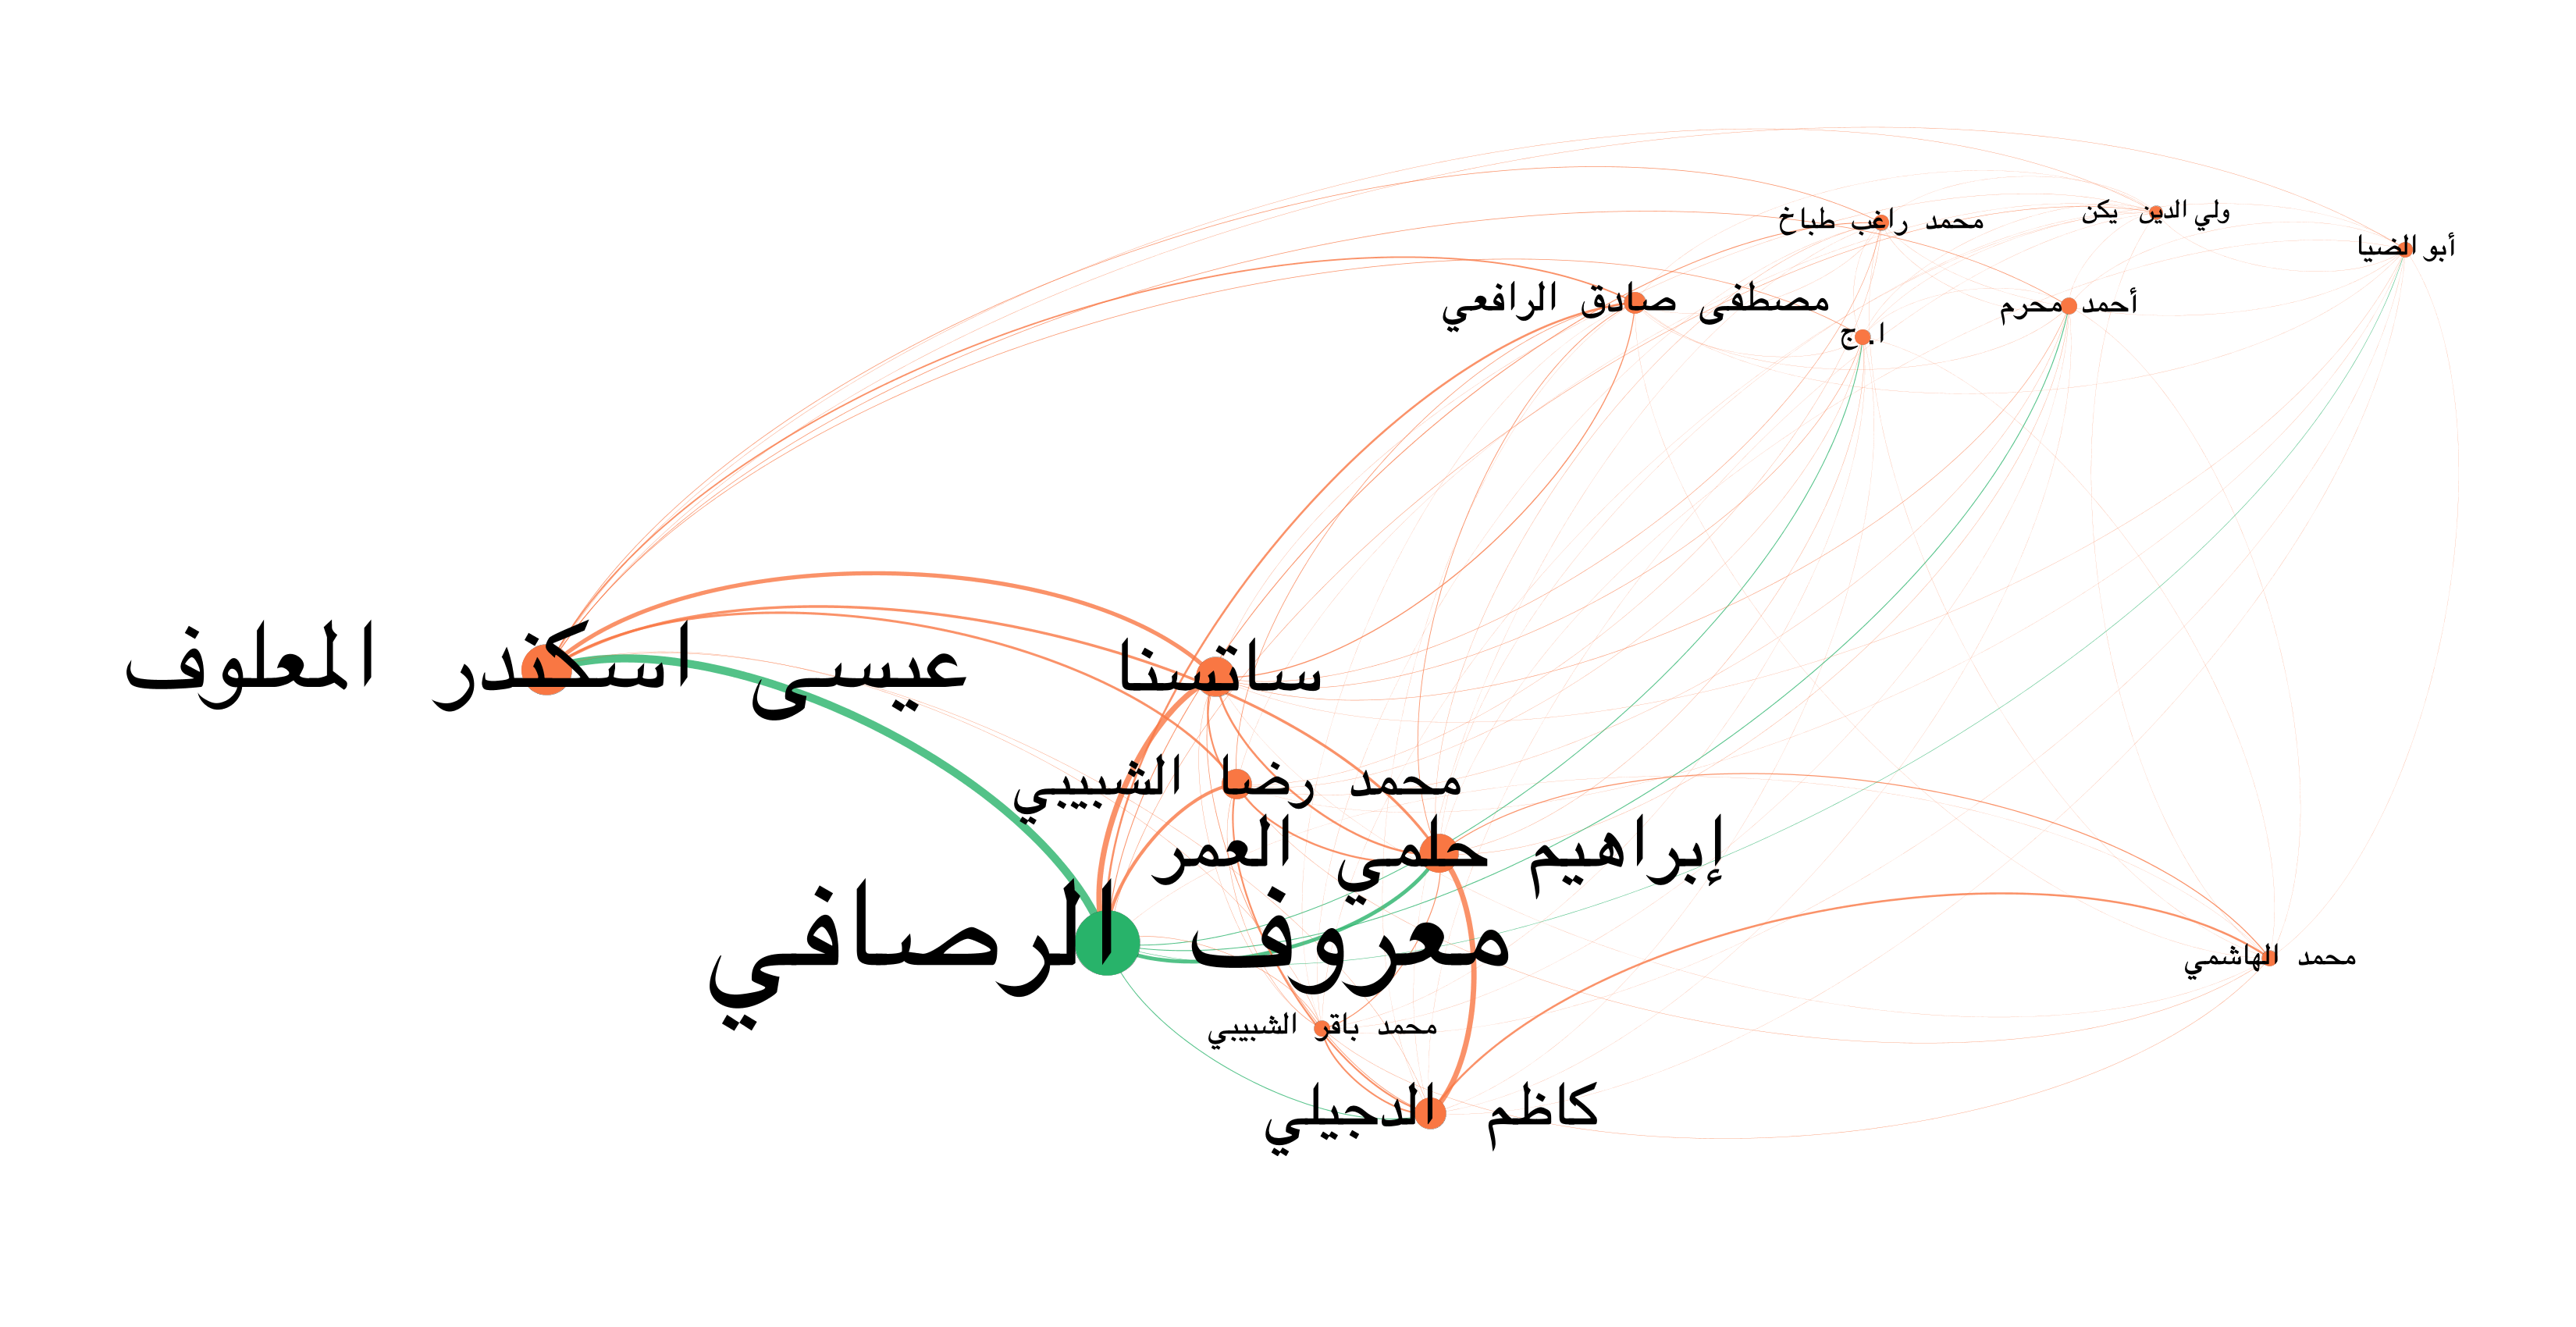 ولي الدين يكن
محمد راغب طباخ
أبو الضيا
مصطفى صادق الرافعي
أحمد محرم
ا.ج
عيسى اسكندر المعلوف
ساتسنا
محمد رضا الشبيبي
إبراهيم حلمي العمر
معروف الرصافي
محمد الهاشمي
محمد باقر الشبيبي
كاظم الدجيلي